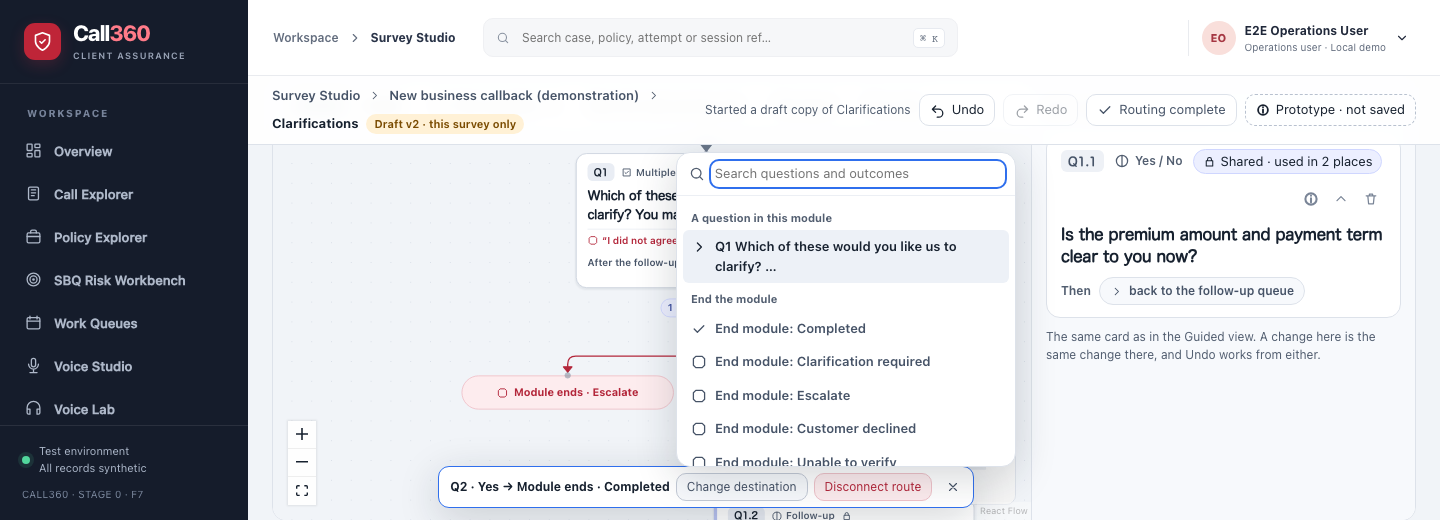 Call360
CLIENT ASSURANCE
WORKSPACE
Overview
Call Explorer
Policy Explorer
SBQ Risk Workbench
Work Queues
Voice Studio
Voice Lab
Test environment
All records synthetic
CALL360 · STAGE 0 · F7
Workspace
Survey Studio
Search case, policy, attempt or session ref...
⌘ K
EO
E2E Operations User
Operations user · Local demo
Survey Studio
New business callback (demonstration)
Clarifications
Draft v2 · this survey only
Started a draft copy of Clarifications
Undo
Redo
Routing complete
Prototype · not saved
Q1
Multiple
Which of these
clarify? You ma
"I did not agree
After the follow-up
1
Module ends · Escalate
Search questions and outcomes
A question in this module
Q1 Which of these would you like us to
clarify? ...
End the module
End module: Completed
End module: Clarification required
End module: Escalate
End module: Customer declined
End module: Unable to verify
Q2 · Yes → Module ends · Completed
Change destination
Disconnect route
Q1.2
Follow-up
React Flow
Q1.1
Yes / No
Shared · used in 2 places
Is the premium amount and payment term
clear to you now?
Then
back to the follow-up queue
The same card as in the Guided view. A change here is the
same change there, and Undo works from either.